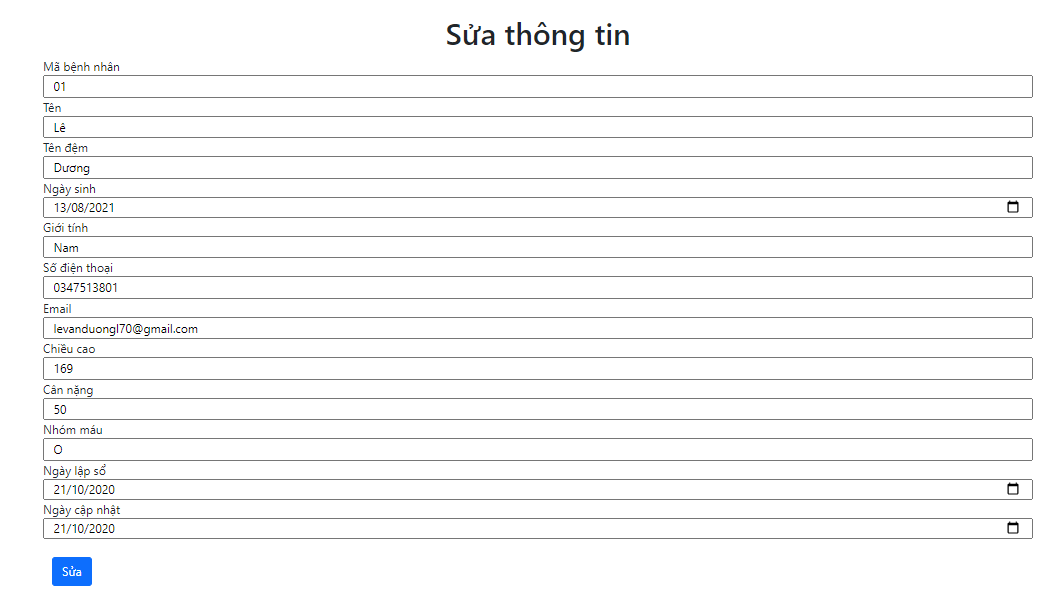 Sửa thông tin
Mã bệnh nhân
01
Tên
Lê
Tên đệm
Dương
Ngày sinh
13/08/2021
Giới tính
Nam
Số điện thoại
0347513801
Email
levanduongl70@gmail.com
Chiều cao
169
Cân nặng
50
Nhóm máu
O
Ngày lập sổ
21/10/2020
Ngày cập nhật
21/10/2020
Sửa